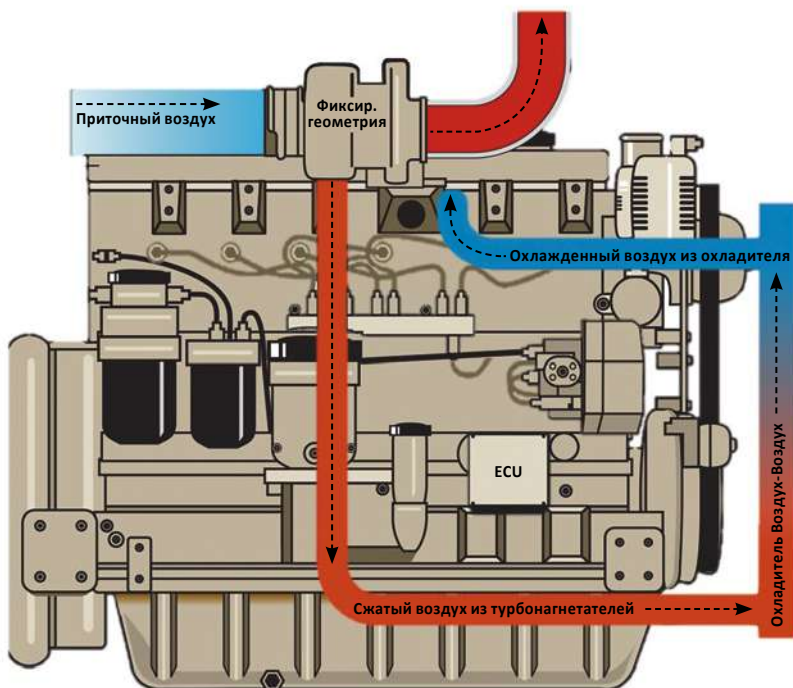 Приточный воздух
Фиксир.
геометрия
Охлажденный воздух из охладителя
ECU
Охладитель Воздух-Воздух
Сжатый воздух из турбонагнетателей